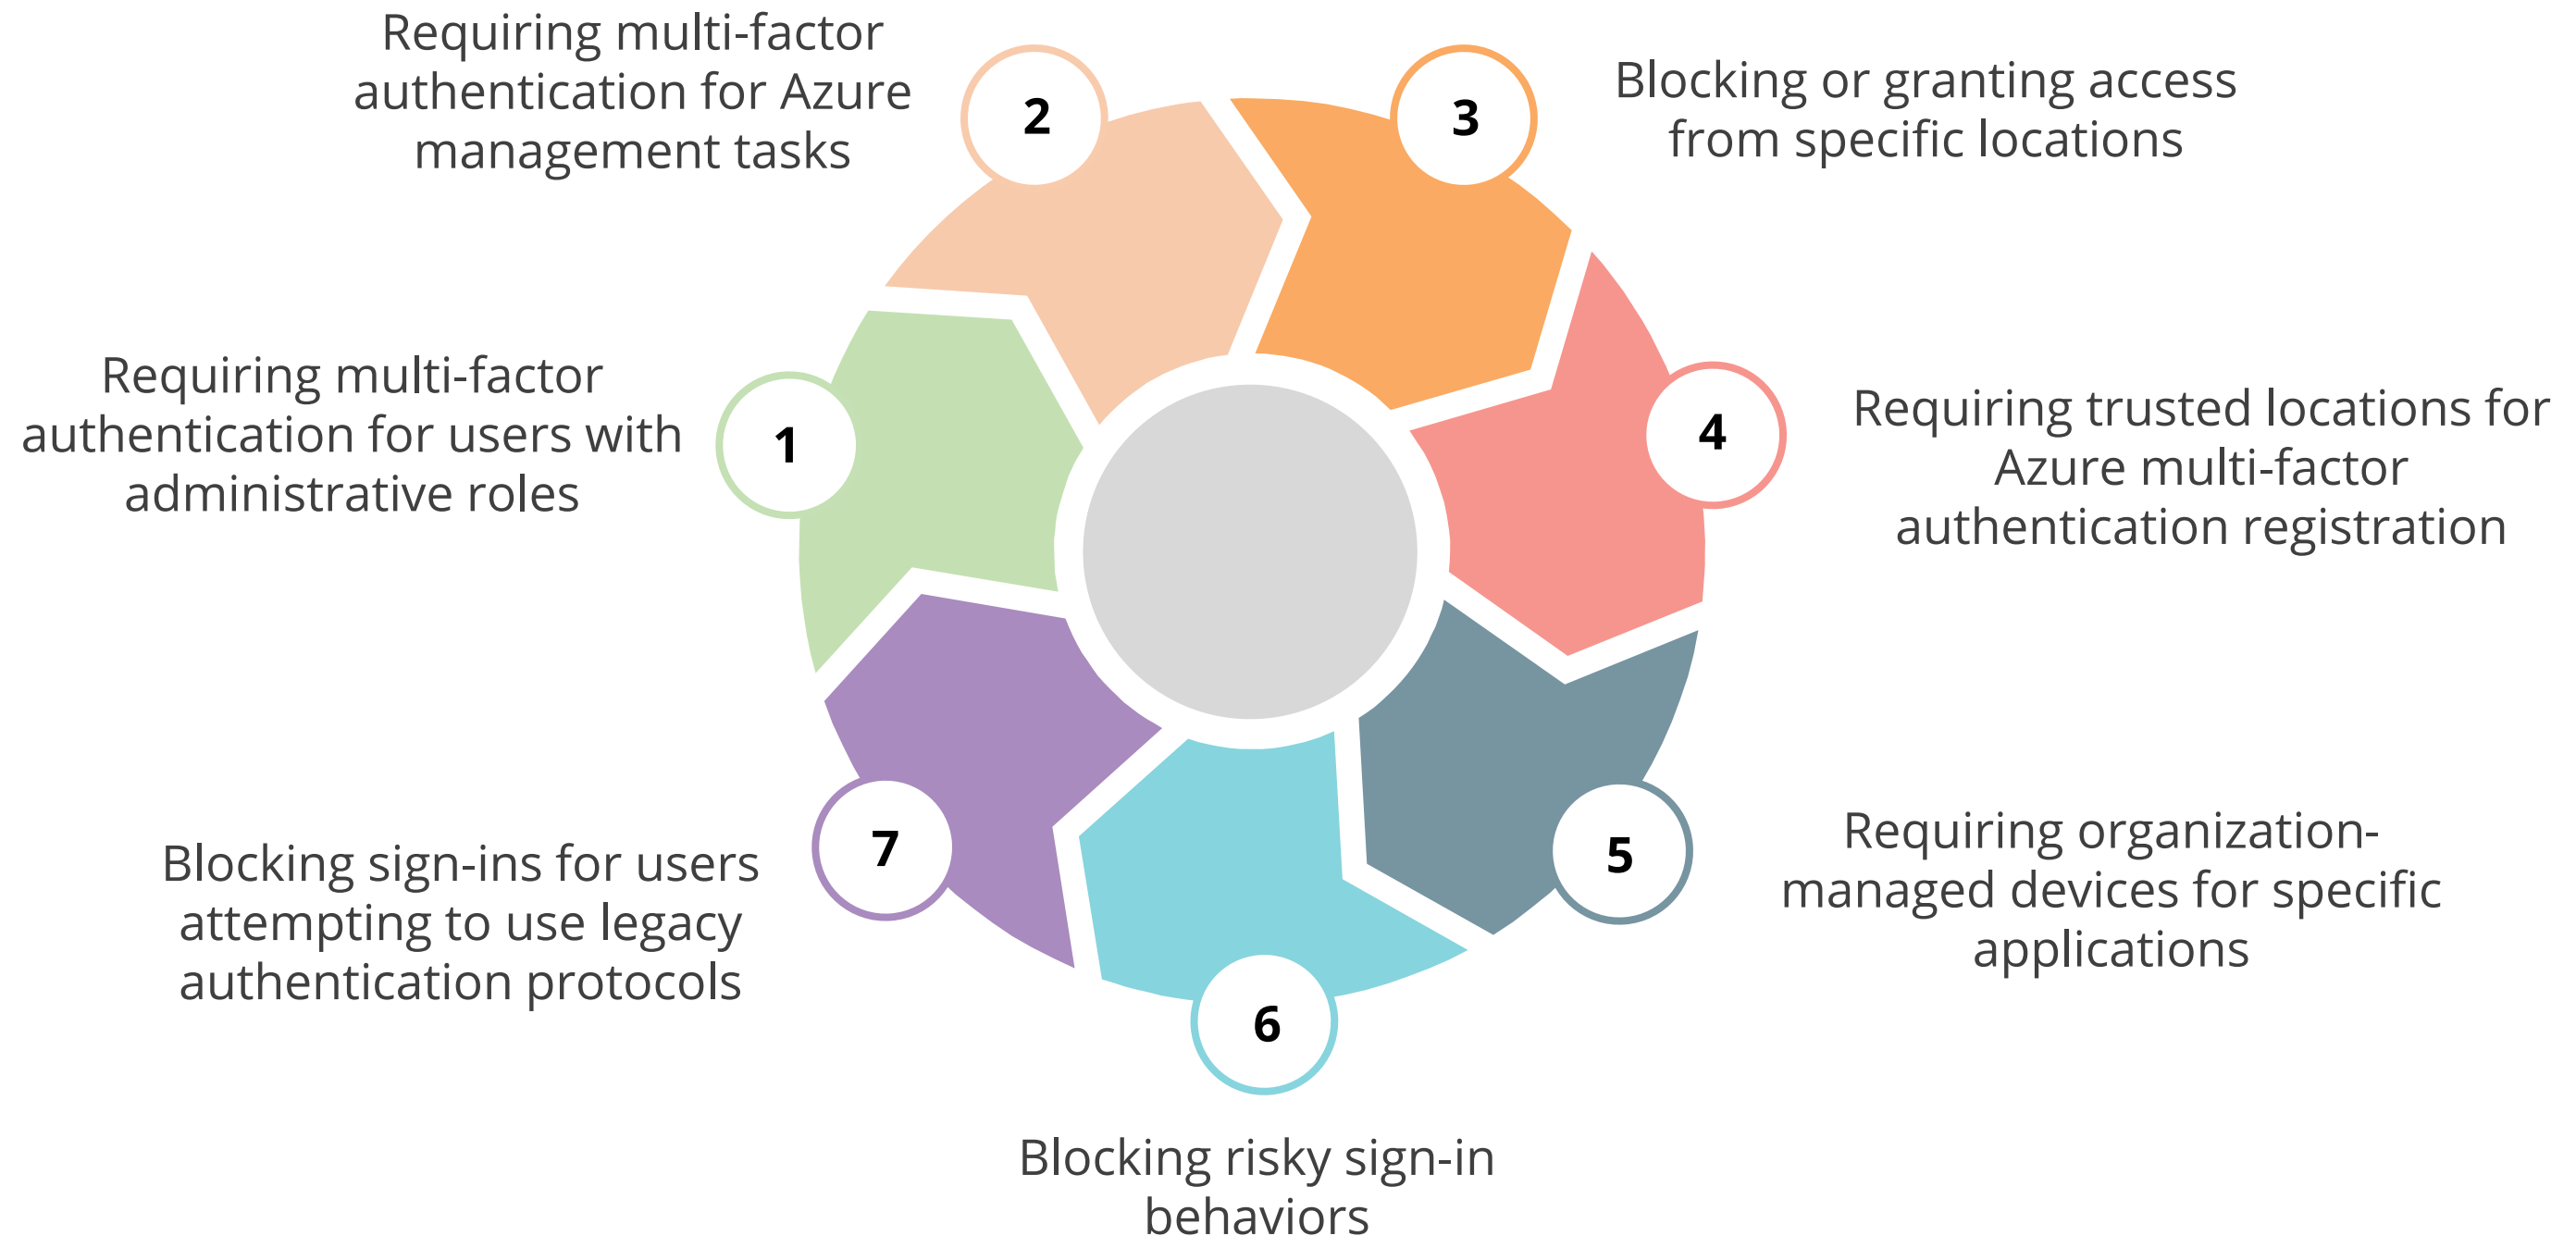 Requiring multi-factor
authentication for users with
administrative roles
1
Requiring multi-factor
authentication for Azure
management tasks
2
3
Blocking or granting access
from specific locations
4
Requiring trusted locations for
Azure multi-factor
authentication registration
5
Requiring organization-
managed devices for specific
applications
6
Blocking risky sign-in
behaviors
7
Blocking sign-ins for users
attempting to use legacy
authentication protocols